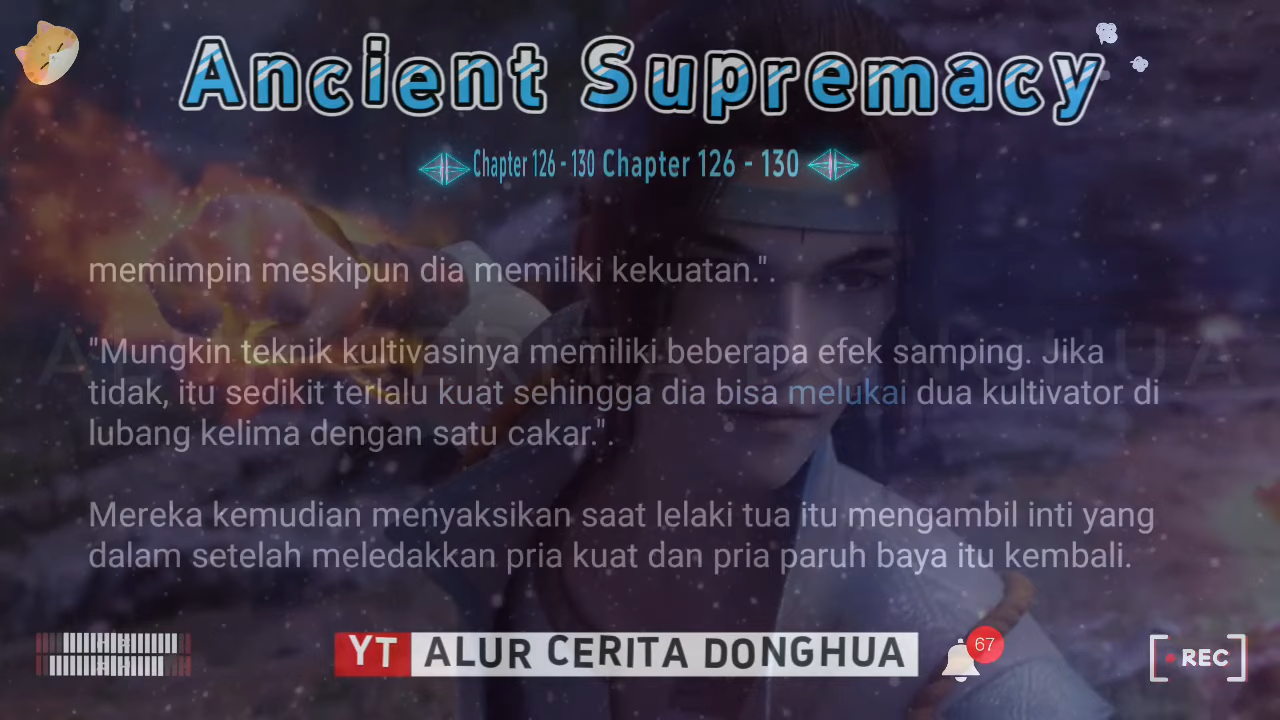 Ancient Supremacy
Chapter 126 - 130 Chapter 126 - 130
memimpin meskipun dia memiliki kekuatan.".
"Mungkin teknik kultivasinya memiliki beberapa efek samping. Jika
tidak, itu sedikit terlalu kuat sehingga dia bisa melukai dua kultivator di
lubang kelima dengan satu cakar.".
Mereka kemudian menyaksikan saat lelaki tua itu mengambil inti yang
dalam setelah meledakkan pria kuat dan pria paruh baya itu kembali.
YT ALUR CERITA DONGHUA
67
REC